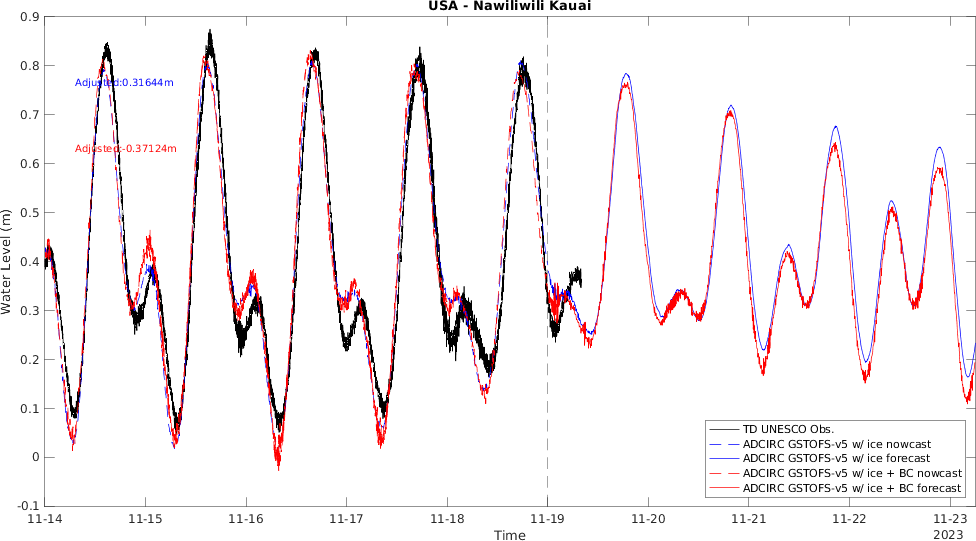 USA - Nawiliwili Kauai
0.9
0.8
0.7
0.6
0.5
0.4
0.3
0.2
0.1
0
-0.1
Water Level (m)
Adjusted:0.31644m
Adjusted:-0.37124m
TD UNESCO Obs.
ADCIRC GSTOFS-v5 w/ ice nowcast
ADCIRC GSTOFS-v5 w/ ice forecast
ADCIRC GSTOFS-v5 w/ ice + BC nowcast
ADCIRC GSTOFS-v5 w/ ice + BC forecast
11-14 11-15 11-16 11-17 11-18 11-19 11-20 11-21 11-22 11-23
2023
Time